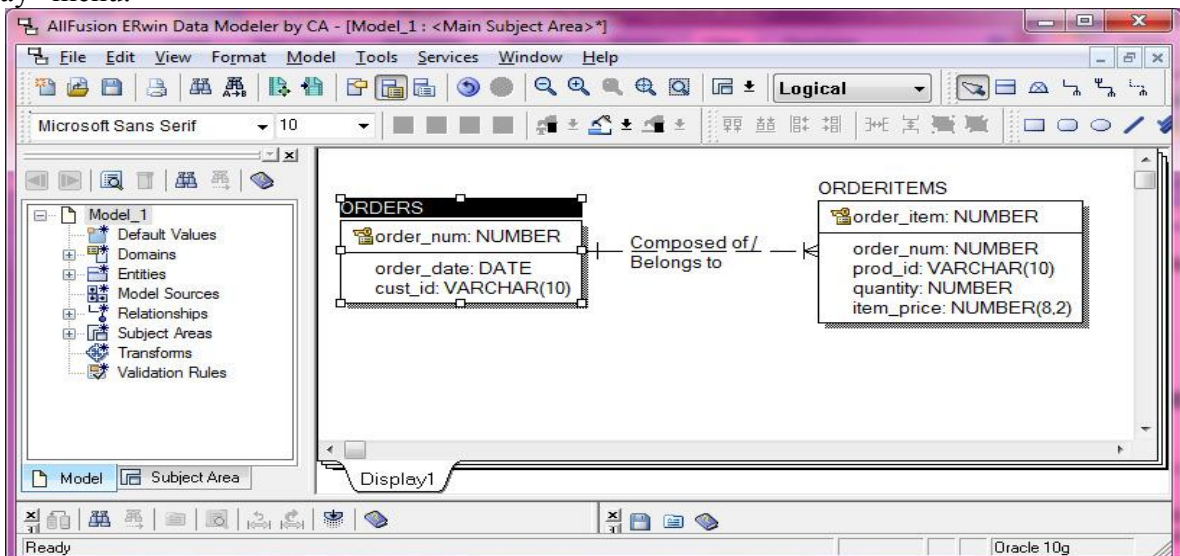 ay" menu.
AllFusion ERwin Data Modeler by CA - [Model_1 : <Main Subject Area>*]
File Edit View Format Model Tools Services Window Help
Logical
Microsoft Sans Serif 10
Model_1
Default Values
Domains
Entities
Model Sources
Relationships
Subject Areas
Transforms
Validation Rules
Model Subject Area
ORDERS
order_num: NUMBER
order_date: DATE
cust_id: VARCHAR(10)
Composed of /
Belongs to
ORDERITEMS
order_item: NUMBER
order_num: NUMBER
prod_id: VARCHAR(10)
quantity: NUMBER
item_price: NUMBER(8,2)
Display1
Ready Oracle 10g